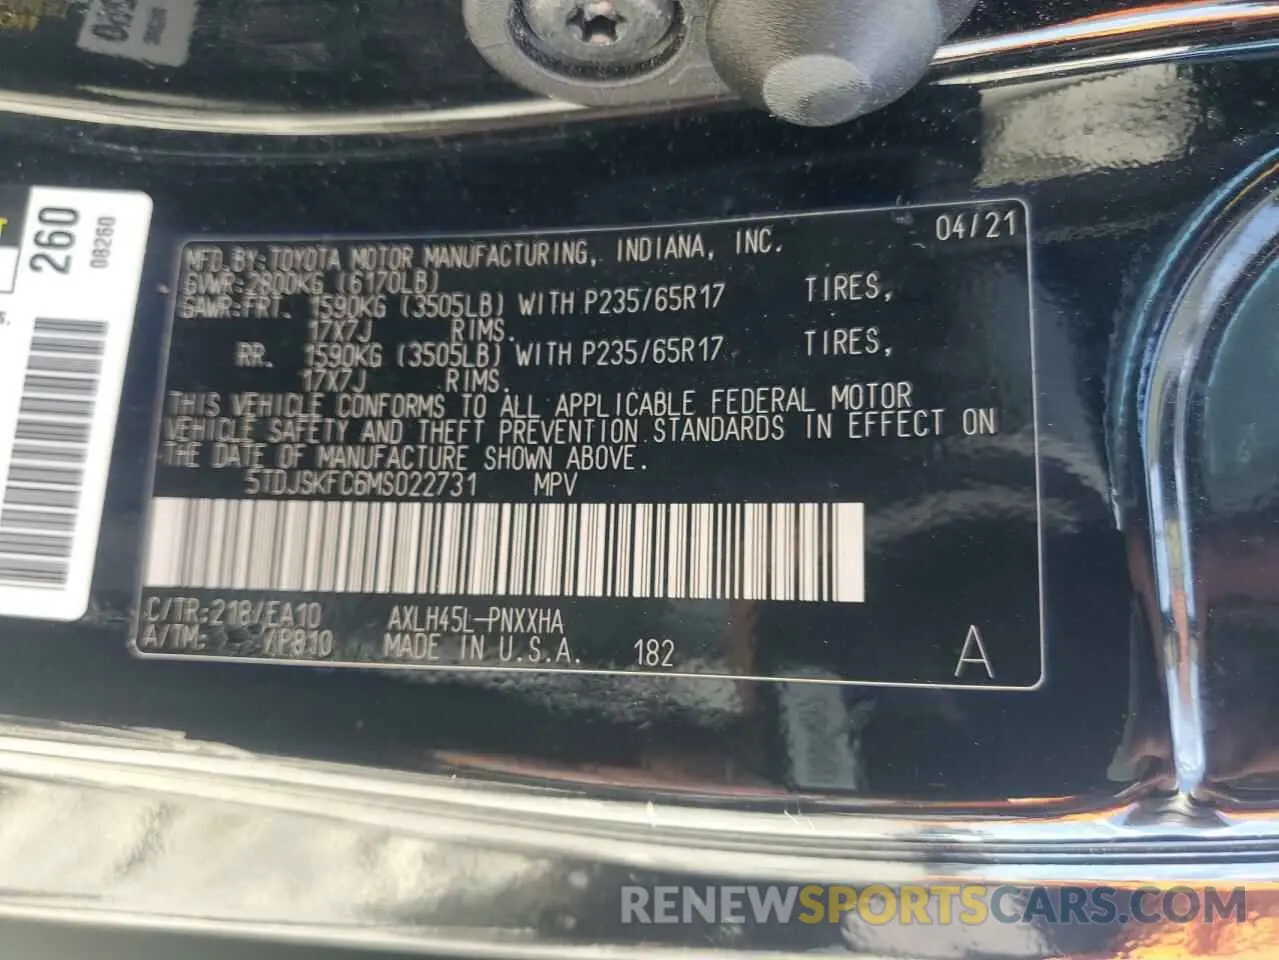 260
08260
04/21
MFD.BY:TOYOTA MOTOR MANUFACTURING, INDIANA, INC.
GVWR:2800KG (6170LB)
GAWR:FRT. 1590KG (3505LB) WITH P235/65R17 TIRES,
17X7J RIMS.
RR. 1590KG (3505LB) WITH P235/65R17 TIRES,
17X7J RIMS.
THIS VEHICLE CONFORMS TO ALL APPLICABLE FEDERAL MOTOR
VEHICLE SAFETY AND THEFT PREVENTION STANDARDS IN EFFECT ON
THE DATE OF MANUFACTURE SHOWN ABOVE.
5TDJSKFC6MS022731 MPV
C/TR:218/EA10 AXLH45L-PNXXHA
A/TM: /P810 MADE IN U.S.A. 182
A
RENEWSPORTSCARS.COM